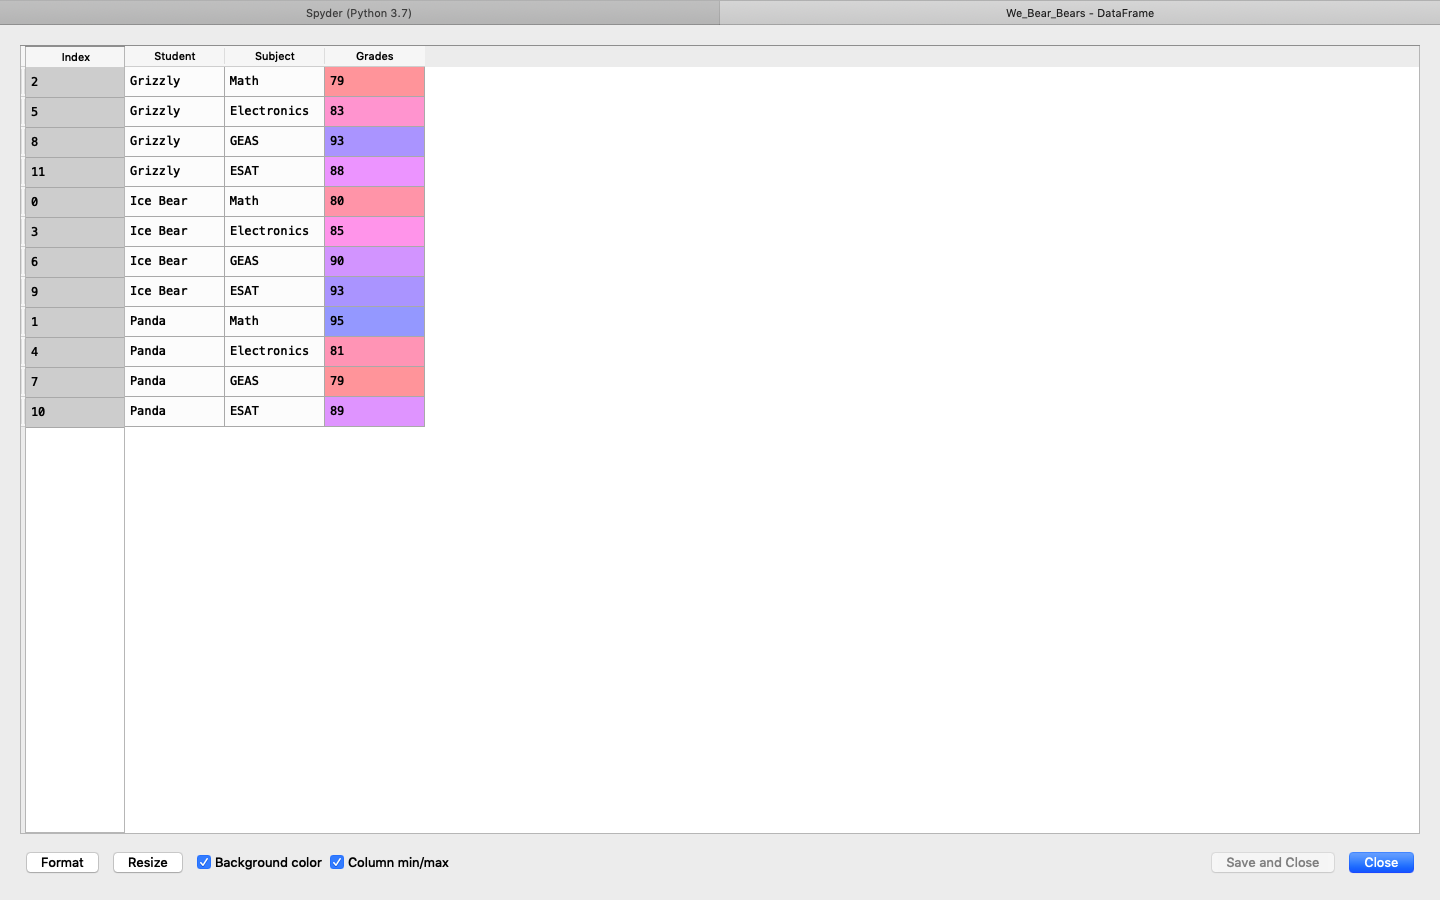 Spyder (Python 3.7) We_Bear_Bears - DataFrame
Index Student Subject Grades
2 Grizzly Math 79
5 Grizzly Electronics 83
8 Grizzly GEAS 93
11 Grizzly ESAT 88
0 Ice Bear Math 80
3 Ice Bear Electronics 85
6 Ice Bear GEAS 90
9 Ice Bear ESAT 93
1 Panda Math 95
4 Panda Electronics 81
7 Panda GEAS 79
10 Panda ESAT 89
Format Resize Background color Column min/max Save and Close Close